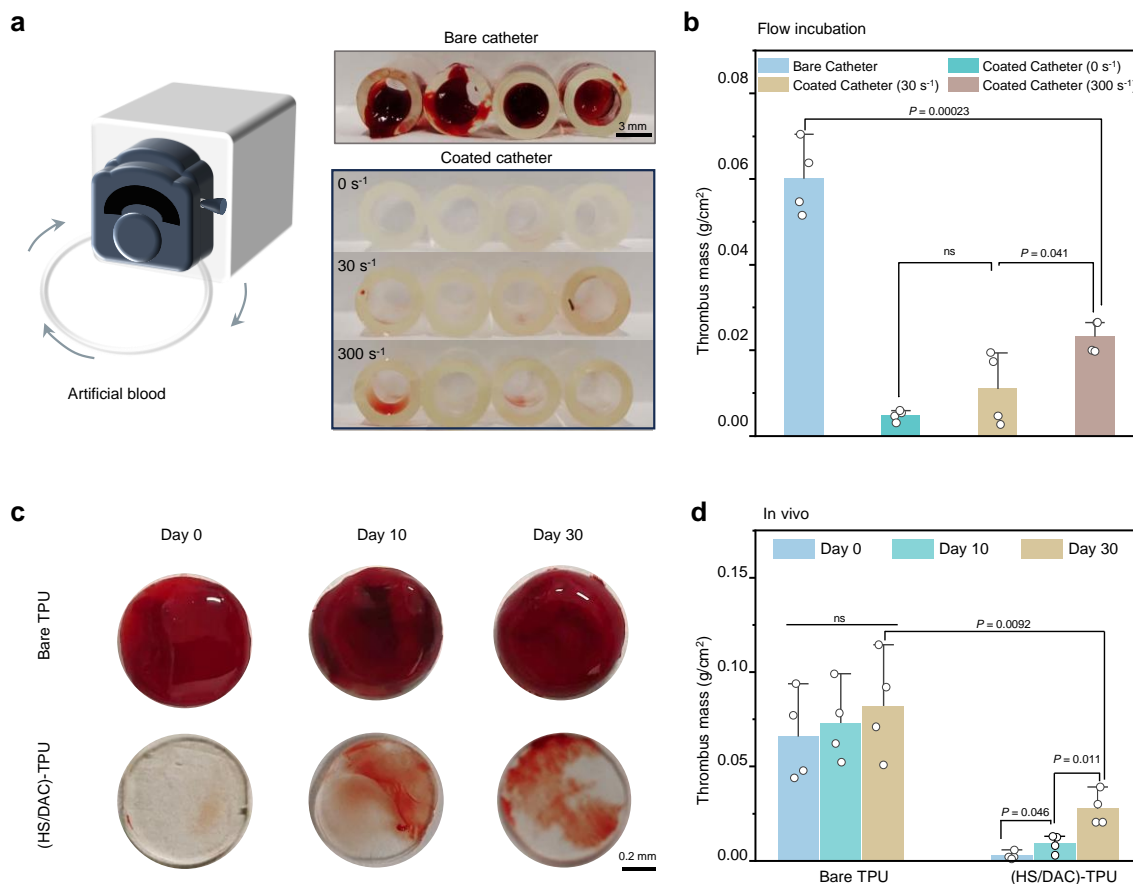 a
Bare catheter
3 mm
Coated catheter
0 s-1
30 s-1
300 s-1
Artificial blood
b
Flow incubation
Bare Catheter
Coated Catheter (0 s-1)
Coated Catheter (30 s-1)
Coated Catheter (300 s-1)
P = 0.00023
ns
P = 0.041
Thrombus mass (g/cm2)
0.08
0.06
0.04
0.02
0.00
c
Day 0
Day 10
Day 30
Bare TPU
(HS/DAC)-TPU
0.2 mm
d
In vivo
Day 0
Day 10
Day 30
ns
P = 0.0092
P = 0.011
P = 0.046
Thrombus mass (g/cm2)
0.15
0.10
0.05
0.00
Bare TPU
(HS/DAC)-TPU